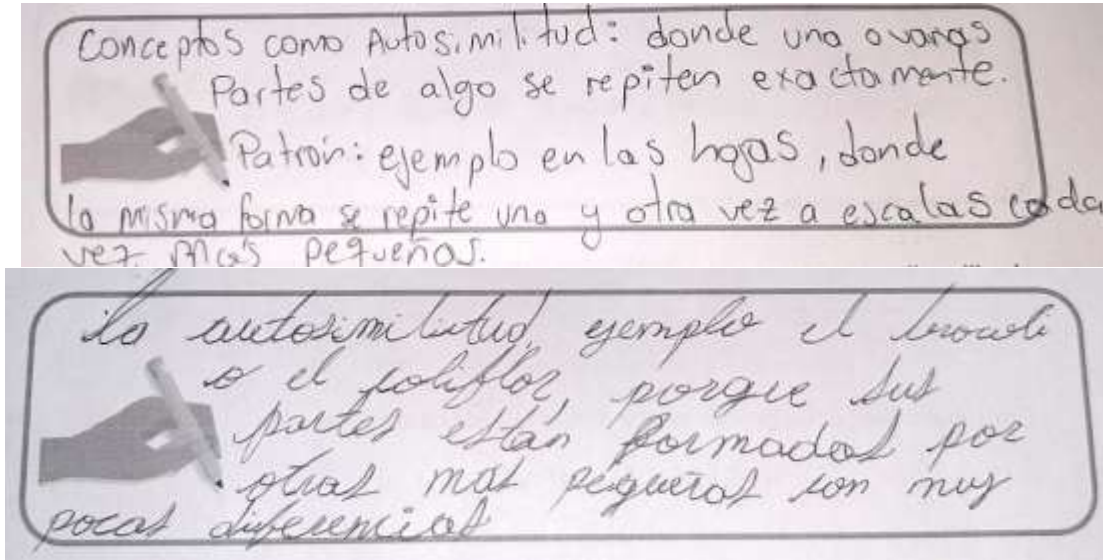 Conceptos como Autosimilitud: donde una o varias
Partes de algo se repiten exactamente.
Patrón: ejemplo en las hojas, donde
la misma forma se repite una y otra vez a escalas cada
vez más pequeñas.
la autosimilitud, ejemplo el brocoli
o el coliflor, porque sus
partes están formadas por
otras mas pequeñas con muy
pocas diferencias